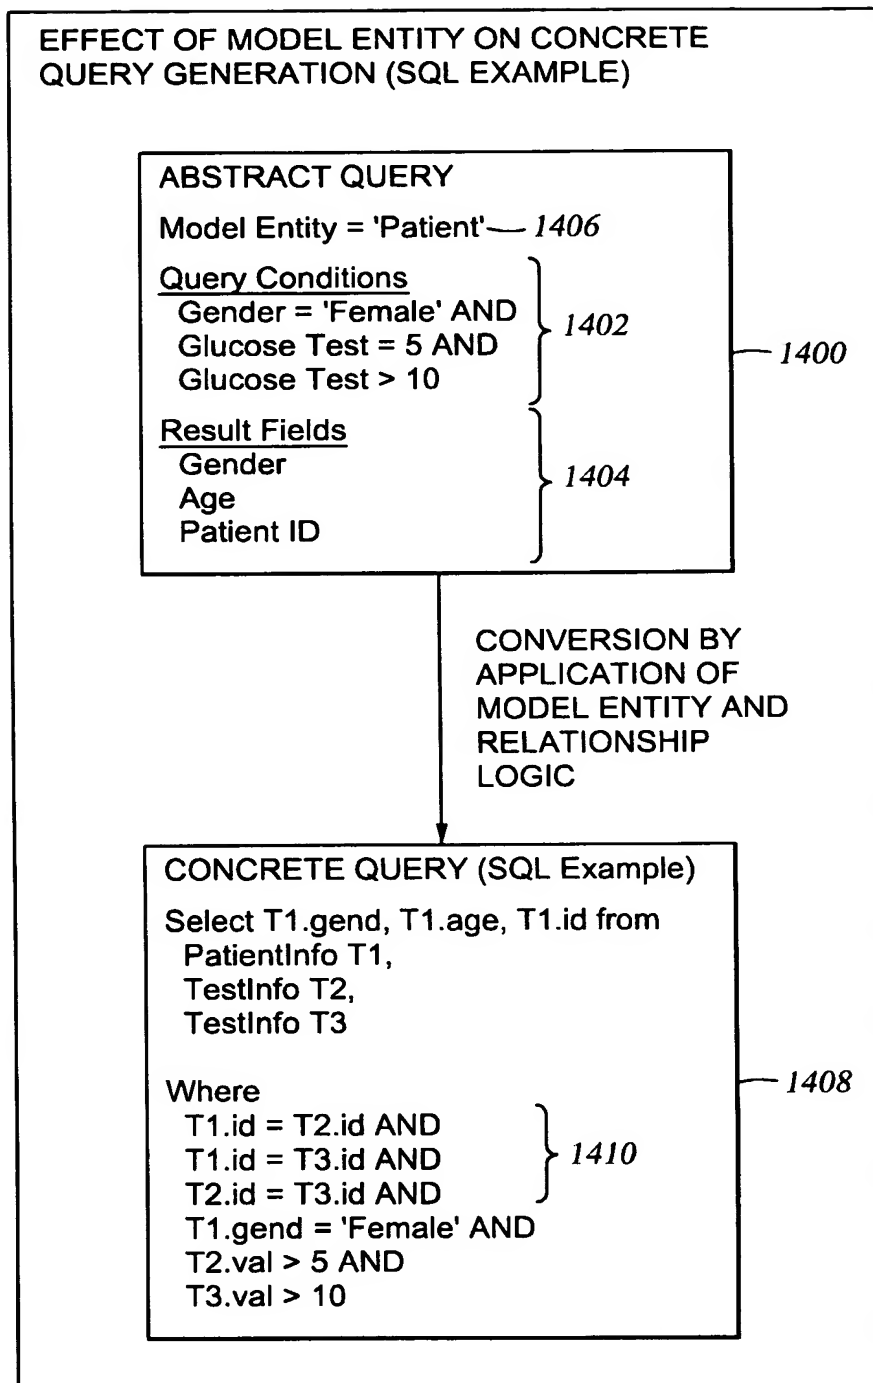 EFFECT OF MODEL ENTITY ON CONCRETE
QUERY GENERATION (SQL EXAMPLE)
ABSTRACT QUERY
Model Entity = 'Patient' 1406
Query Conditions
Gender = 'Female' AND
Glucose Test = 5 AND
Glucose Test > 10
1402
1400
Result Fields
Gender
Age
Patient ID
1404
CONVERSION BY
APPLICATION OF
MODEL ENTITY AND
RELATIONSHIP
LOGIC
CONCRETE QUERY (SQL Example)
Select T1.gend, T1.age, T1.id from
PatientInfo T1,
TestInfo T2,
TestInfo T3
1408
Where
T1.id = T2.id AND
T1.id = T3.id AND
T2.id = T3.id AND
1410
T1.gend = 'Female' AND
T2.val > 5 AND
T3.val > 10